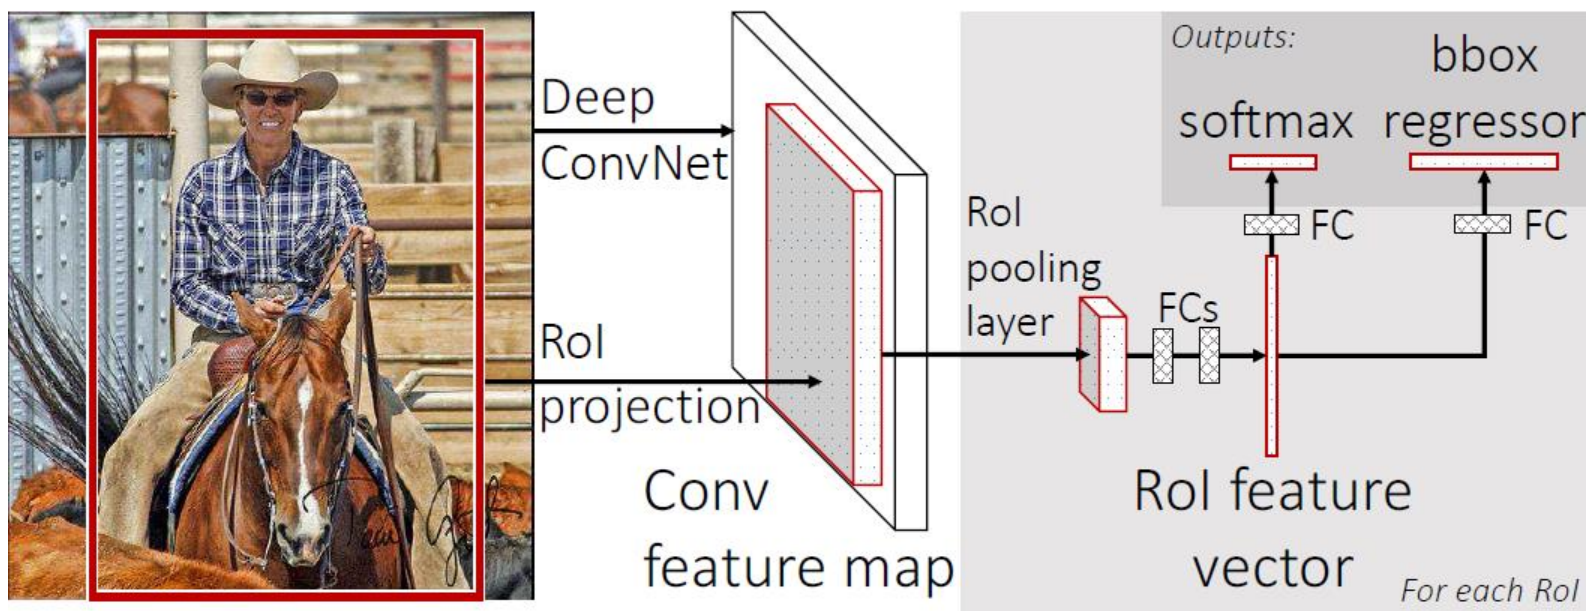 Deep
ConvNet
RoI
projection
Conv
feature map
RoI
pooling
layer
FCs
Outputs:
softmax
bbox
regressor
FC
FC
RoI feature
vector
For each RoI